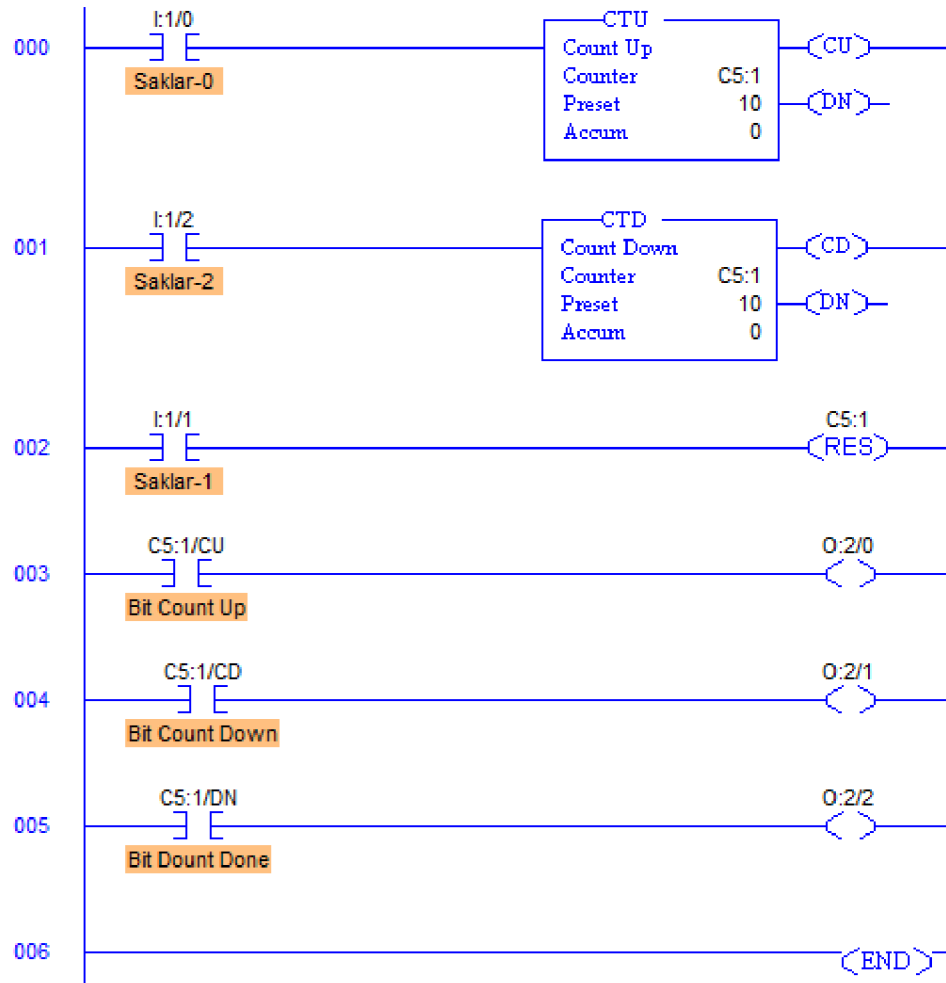 I:1/0
CTU
000
Count Up
CU
Saklar-0
Counter C5:1
Preset 10
DN
Accum 0
I:1/2
CTD
001
Count Down
CD
Saklar-2
Counter C5:1
Preset 10
DN
Accum 0
I:1/1
C5:1
002
RES
Saklar-1
C5:1/CU
O:2/0
003
Bit Count Up
C5:1/CD
O:2/1
004
Bit Count Down
C5:1/DN
O:2/2
005
Bit Dount Done
006
END